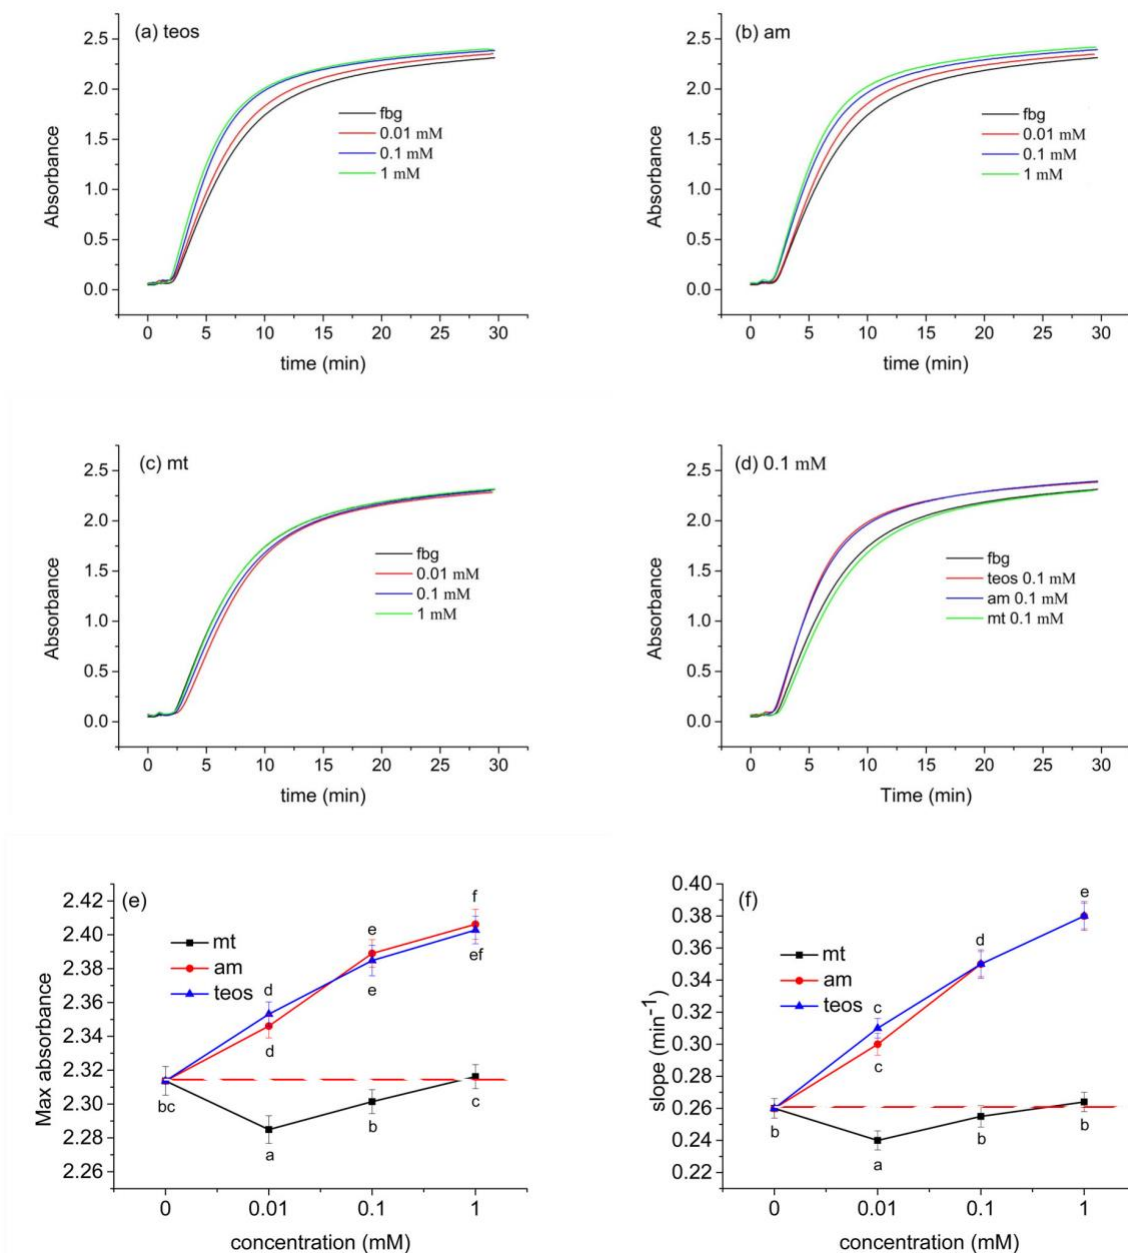 (a) teos
2.5
2.0
1.5
1.0
0.5
0.0
Absorbance
fbg
0.01 mM
0.1 mM
1 mM
0 5 10 15 20 25 30
time (min)
(b) am
2.5
2.0
1.5
1.0
0.5
0.0
Absorbance
fbg
0.01 mM
0.1 mM
1 mM
0 5 10 15 20 25 30
time (min)
(c) mt
2.5
2.0
1.5
1.0
0.5
0.0
Absorbance
fbg
0.01 mM
0.1 mM
1 mM
0 5 10 15 20 25 30
time (min)
(d) 0.1 mM
2.5
2.0
1.5
1.0
0.5
0.0
Absorbance
fbg
teos 0.1 mM
am 0.1 mM
mt 0.1 mM
0 5 10 15 20 25 30
Time (min)
(e)
2.42
2.40
2.38
2.36
2.34
2.32
2.30
2.28
2.26
Max absorbance
mt
am
teos
f
e
ef
d
e
d
bc
c
b
a
0 0.01 0.1 1
concentration (mM)
(f)
0.40
0.38
0.36
0.34
0.32
0.30
0.28
0.26
0.24
0.22
slope (min⁻¹)
mt
am
teos
e
d
c
c
b
b
b
a
0 0.01 0.1 1
concentration (mM)